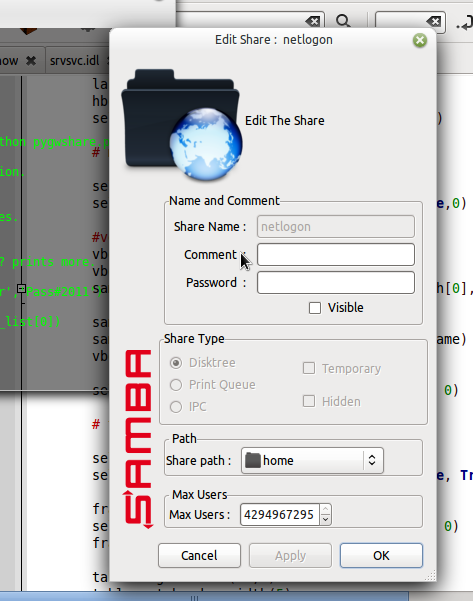 Edit Share : netlogon
now
srvsvc.idl
la
hb
se
thon pygwshare.p
# 
ion.
se
es.
se
e,0)
#v
? prints more.
vb
vb
sa
r','Pass#2011')
h[0],
_list[0])
sa
sa
ame)
vb
se
0)
#
se
se
e, Tr
fr
se
0)
fr
ta
Edit The Share
Name and Comment
Share Name :
netlogon
Comment :
Password :
Visible
Share Type
Disktree
Temporary
Print Queue
IPC
Hidden
SAMBA
Path
Share path :
home
Max Users
Max Users :
4294967295
Cancel
Apply
OK